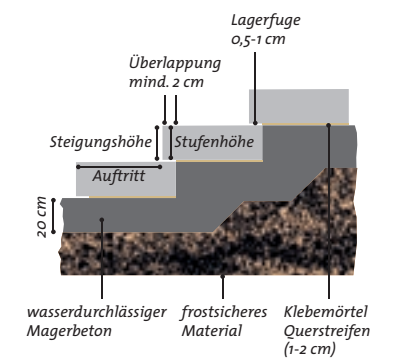 Lagerfuge
0,5-1 cm
Überlappung
mind. 2 cm
Steigungshöhe
Stufenhöhe
Auftritt
20 cm
wasserdurchlässiger
Magerbeton
frostsicheres
Material
Klebemörtel
Querstreifen
(1-2 cm)